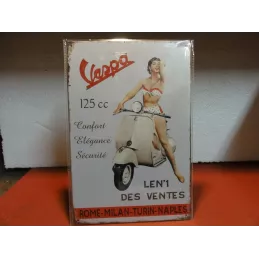 Vespa
125 cc
Confort
Elégance
Sécurité
LEN°1
DES VENTES
ROME-MILAN-TURIN-NAPLES